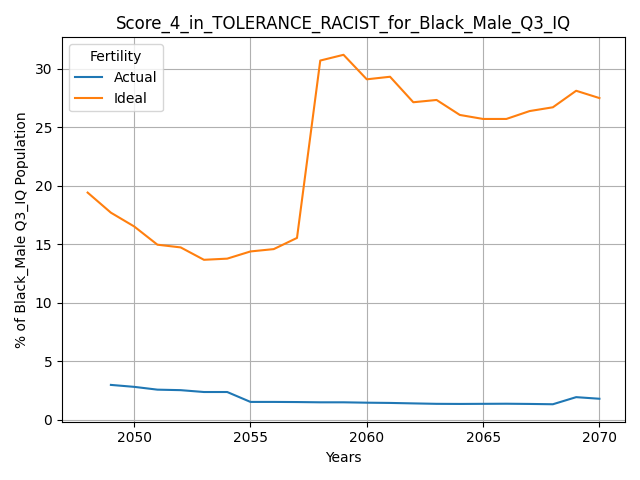 Score_4_in_TOLERANCE_RACIST_for_Black_Male_Q3_IQ
Fertility
Actual
Ideal
% of Black_Male Q3_IQ Population
30
25
20
15
10
5
0
2050
2055
2060
2065
2070
Years